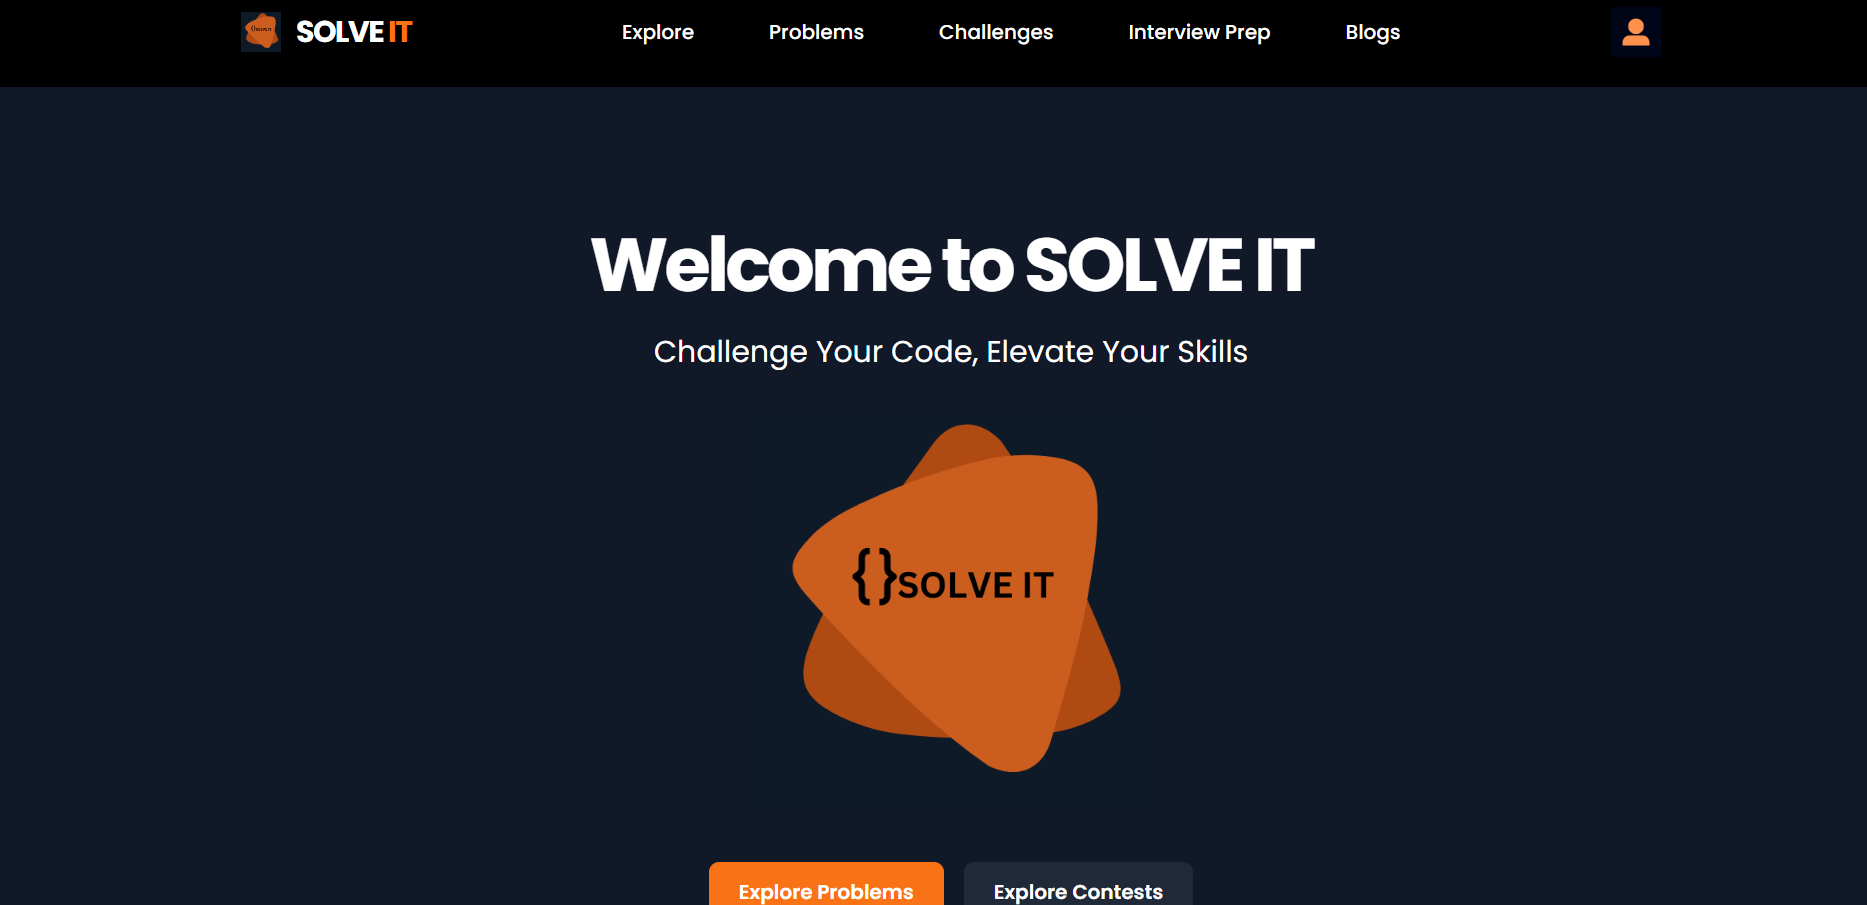 SOLVE IT
Explore
Problems
Challenges
Interview Prep
Blogs
Welcome to SOLVE IT
Challenge Your Code, Elevate Your Skills
{}SOLVE IT
Explore Problems
Explore Contests